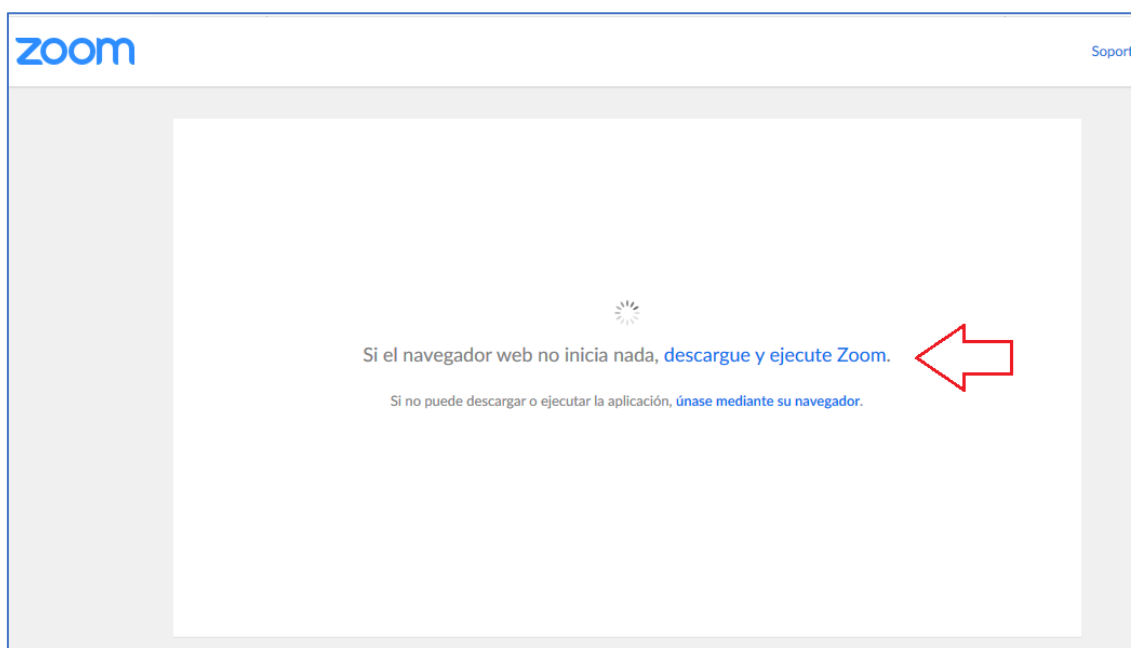 zoom
Soport
Si el navegador web no inicia nada, descargue y ejecute Zoom.
Si no puede descargar o ejecutar la aplicación, únase mediante su navegador.